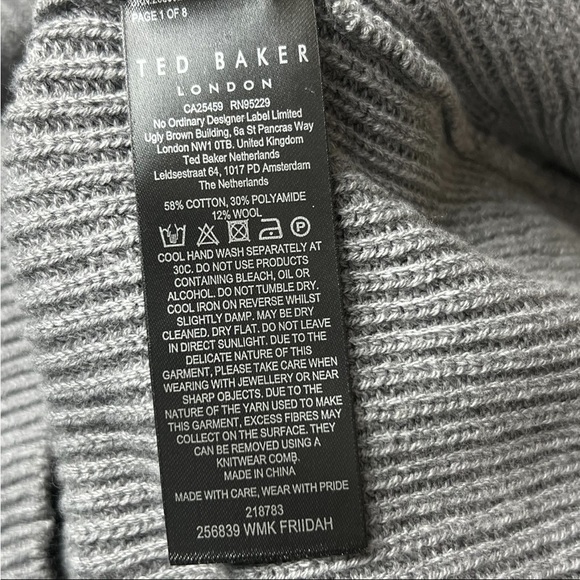 PAGE 1 OF 8
TED BAKER
LONDON
CA25459 RN95229
No Ordinary Designer Label Limited
Ugly Brown Building, 6a St Pancras Way
London NW1 0TB, United Kingdom
Ted Baker Netherlands
Leidsestraat 64, 1017 PD Amsterdam
The Netherlands
58% COTTON, 30% POLYAMIDE
12% WOOL
P
COOL HAND WASH SEPARATELY AT
30C. DO NOT USE PRODUCTS
CONTAINING BLEACH, OIL OR
ALCOHOL. DO NOT TUMBLE DRY.
COOL IRON ON REVERSE WHILST
SLIGHTLY DAMP. MAY BE DRY
CLEANED. DRY FLAT. DO NOT LEAVE
IN DIRECT SUNLIGHT. DUE TO THE
DELICATE NATURE OF THIS
GARMENT, PLEASE TAKE CARE WHEN
WEARING WITH JEWELLERY OR NEAR
SHARP OBJECTS. DUE TO THE
NATURE OF THE YARN USED TO MAKE
THIS GARMENT, EXCESS FIBRES MAY
COLLECT ON THE SURFACE. THEY
CAN BE REMOVED USING A
KNITWEAR COMB.
MADE IN CHINA
MADE WITH CARE, WEAR WITH PRIDE
218783
256839 WMK FRIIDAH